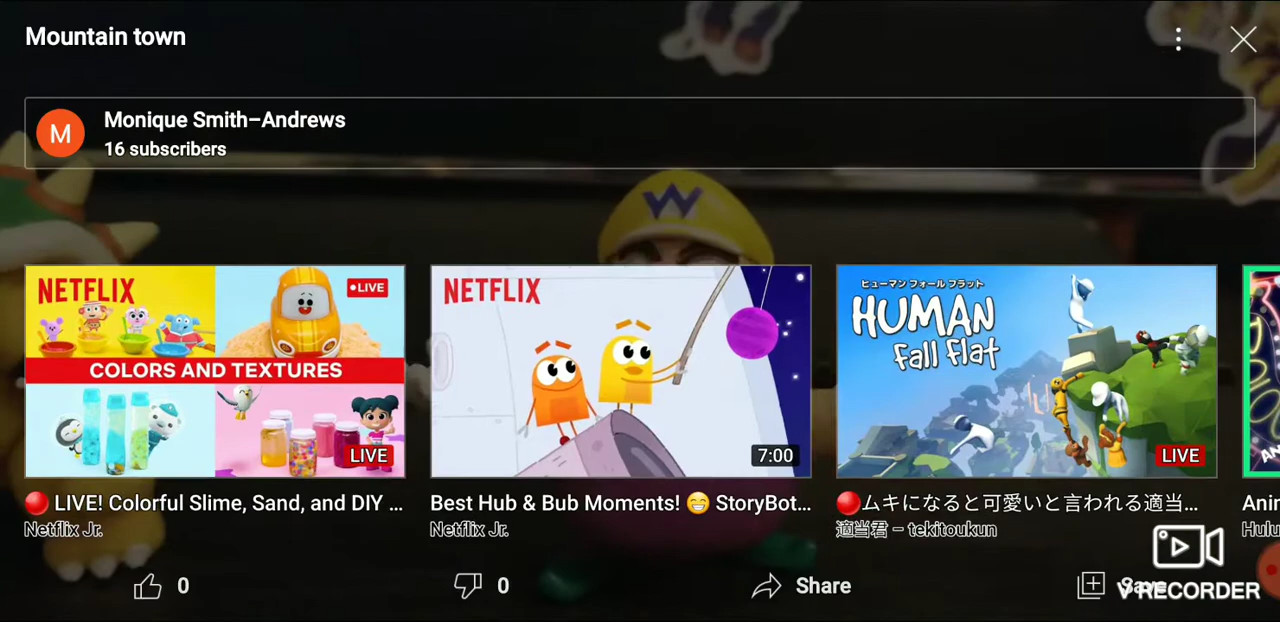 Mountain town
M
Monique Smith–Andrews
16 subscribers
NETFLIX
LIVE
COLORS AND TEXTURES
LIVE
NETFLIX
7:00
ヒューマン フォール フラット
HUMAN
fall flat
LIVE
AN
🔴 LIVE! Colorful Slime, Sand, and DIY ...
Netflix Jr.
Best Hub & Bub Moments! 😁 StoryBot...
Netflix Jr.
🔴ムキになると可愛いと言われる適当...
適当君 – tekitoukun
Anir
Hulu
W
0
0
Share
Save
V RECORDER